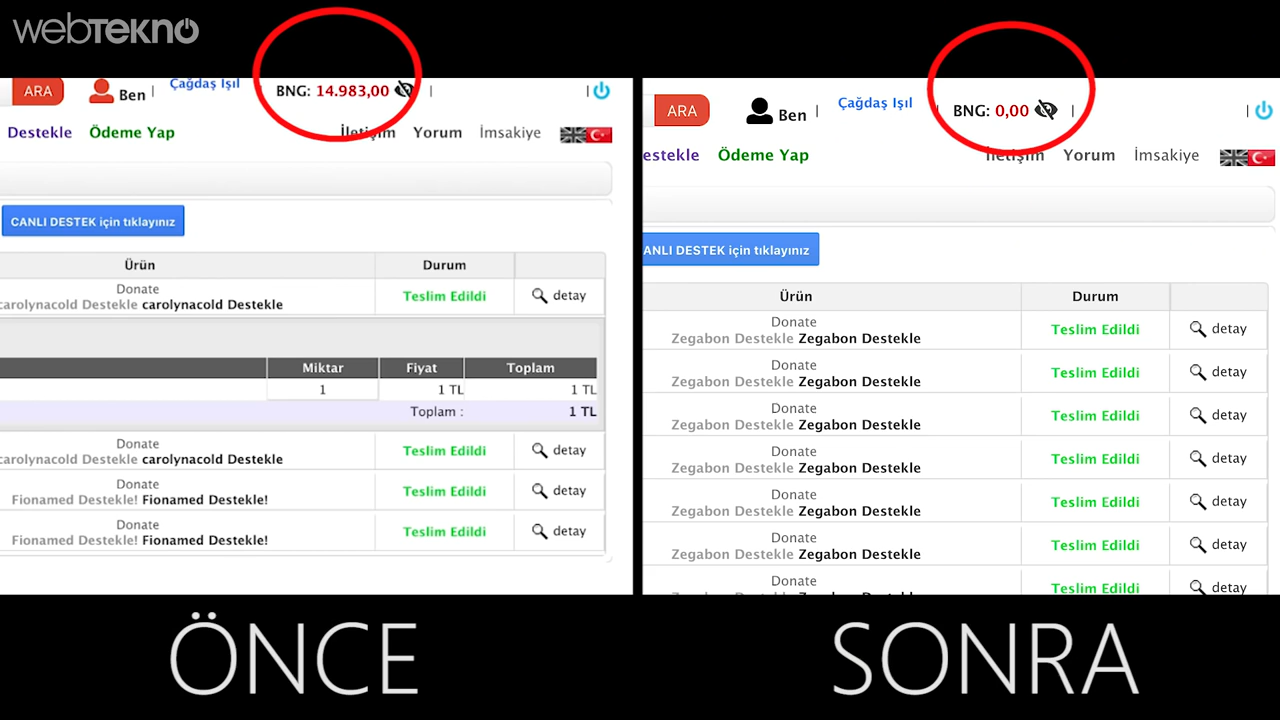 webTEKNO
ARA
Ben
Çağdaş Işıl
BNG: 14.983,00
Destekle
Ödeme Yap
İletişim
Yorum
İmsakiye
CANLI DESTEK için tıklayınız
Ürün
Durum
Donate
carolynacold Destekle carolynacold Destekle
Teslim Edildi
detay
Miktar
Fiyat
Toplam
1
1 TL
1 TL
Toplam :
1 TL
Donate
carolynacold Destekle carolynacold Destekle
Teslim Edildi
detay
Donate
Fionamed Destekle! Fionamed Destekle!
Teslim Edildi
detay
Donate
Fionamed Destekle! Fionamed Destekle!
Teslim Edildi
detay
ÖNCE
ARA
Ben
Çağdaş Işıl
BNG: 0,00
estekle
Ödeme Yap
İletişim
Yorum
İmsakiye
ANLI DESTEK için tıklayınız
Ürün
Durum
Donate
Zegabon Destekle Zegabon Destekle
Teslim Edildi
detay
Donate
Zegabon Destekle Zegabon Destekle
Teslim Edildi
detay
Donate
Zegabon Destekle Zegabon Destekle
Teslim Edildi
detay
Donate
Zegabon Destekle Zegabon Destekle
Teslim Edildi
detay
Donate
Zegabon Destekle Zegabon Destekle
Teslim Edildi
detay
Donate
Zegabon Destekle Zegabon Destekle
Teslim Edildi
detay
Donate
Teslim Edildi
detay
SONRA